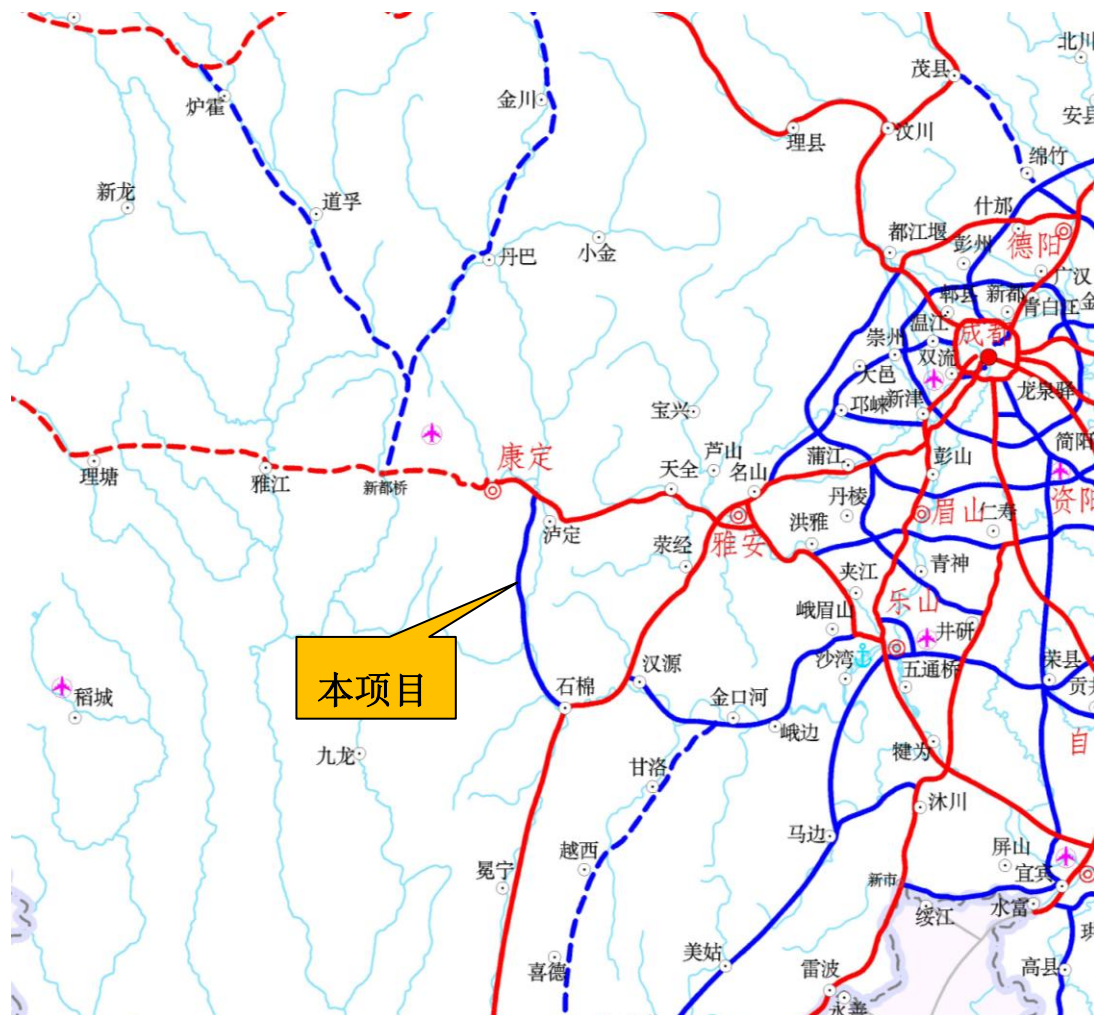 北川
茂县
炉霍
金川
安县
理县
汶川
绵竹
新龙
道孚
什邡
都江堰
彭州
德阳
丹巴
小金
广汉
郫县
新都
青白江
金
崇州
温江
成都
双流
大邑
龙泉驿
宝兴
邛崃
新津
简阳
康定
芦山
蒲江
彭山
理塘
雅江
新都桥
天全
名山
资阳
丹棱
眉山
仁寿
泸定
洪雅
雅安
荥经
青神
夹江
乐山
峨眉山
井研
本项目
汉源
沙湾
五通桥
荣县
石棉
金口河
贡井
稻城
峨边
九龙
犍为
自
甘洛
沐川
马边
越西
屏山
冕宁
新市
宜宾
绥江
水富
珙
美姑
喜德
雷波
高县
永善